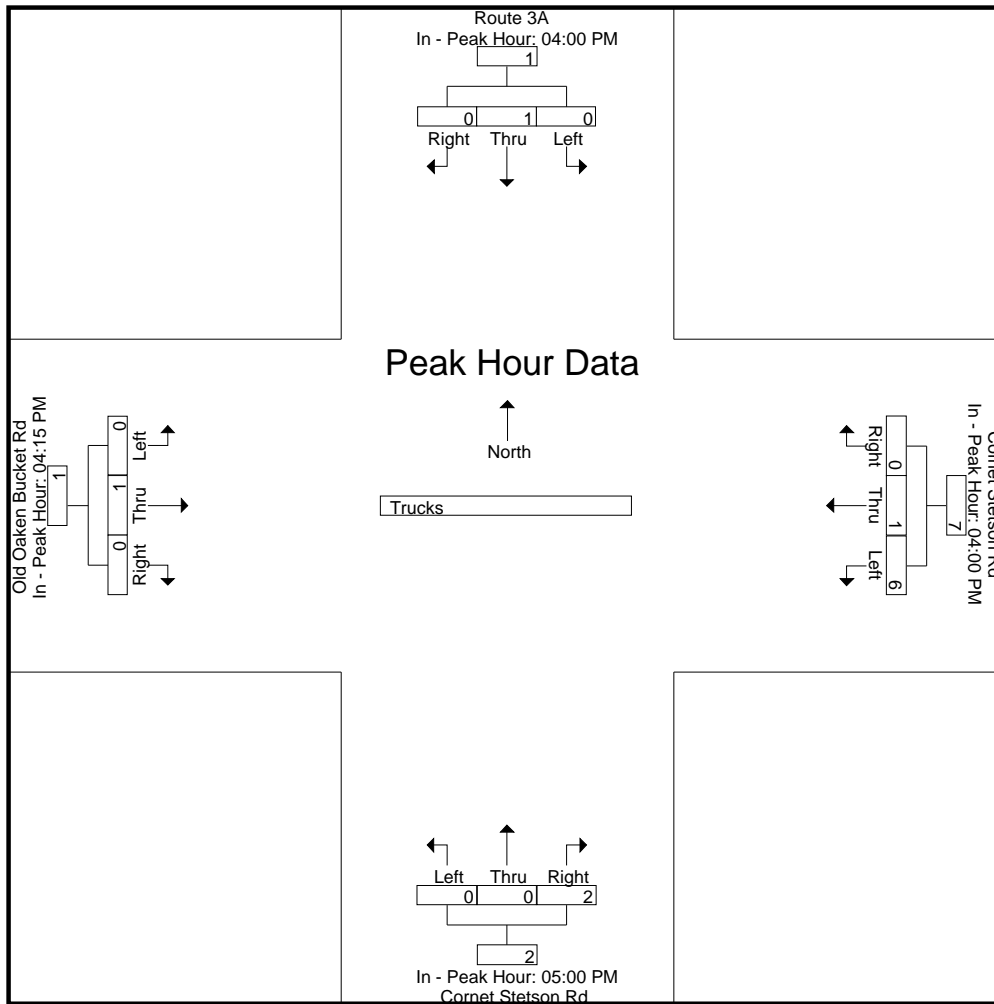 Route 3A
In - Peak Hour: 04:00 PM
1
0 1 0
Right Thru Left
Peak Hour Data
North
Trucks
Old Oaken Bucket Rd
In - Peak Hour: 04:15 PM
1
0 1 0
Left Thru Right
Cornet Stetson Rd
In - Peak Hour: 04:00 PM
7
0 1 6
Right Thru Left
Left Thru Right
0 0 2
2
In - Peak Hour: 05:00 PM
Cornet Stetson Rd